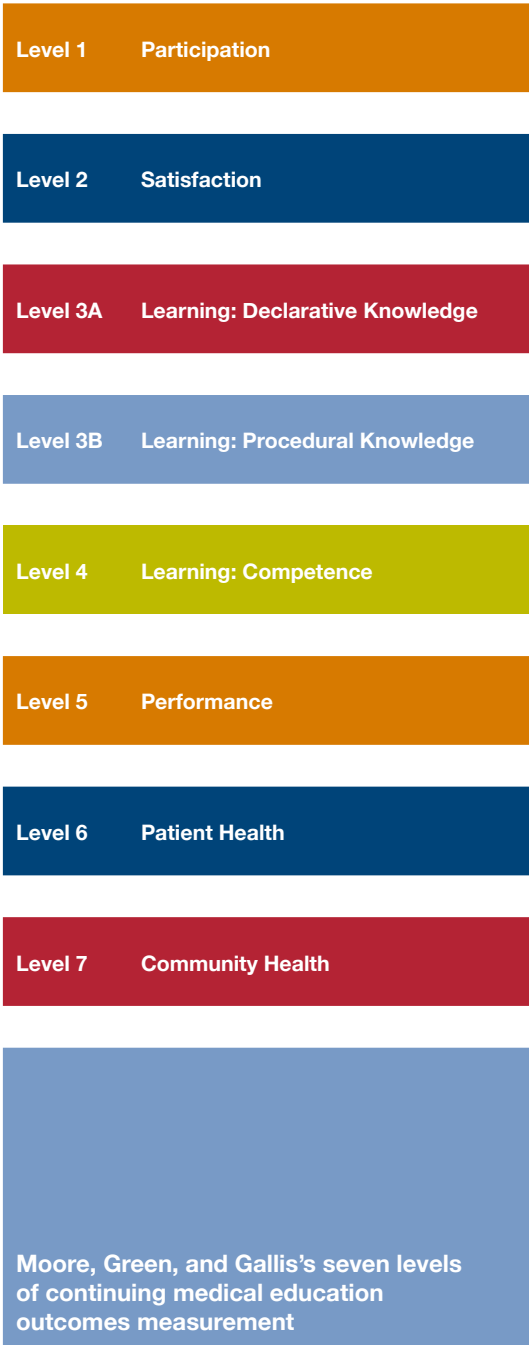 Level 1 Participation
Level 2 Satisfaction
Level 3A Learning: Declarative Knowledge
Level 3B Learning: Procedural Knowledge
Level 4 Learning: Competence
Level 5 Performance
Level 6 Patient Health
Level 7 Community Health
Moore, Green, and Gallis’s seven levels
of continuing medical education
outcomes measurement